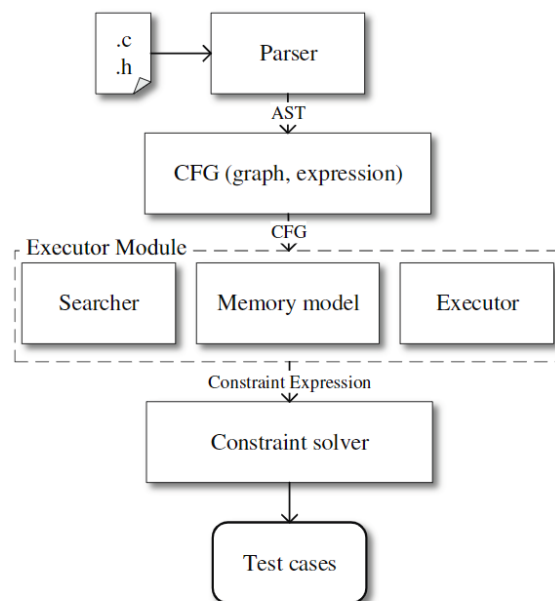 .c
.h
Parser
AST
CFG (graph, expression)
CFG
Executor Module
Searcher
Memory model
Executor
Constraint Expression
Constraint solver
Test cases